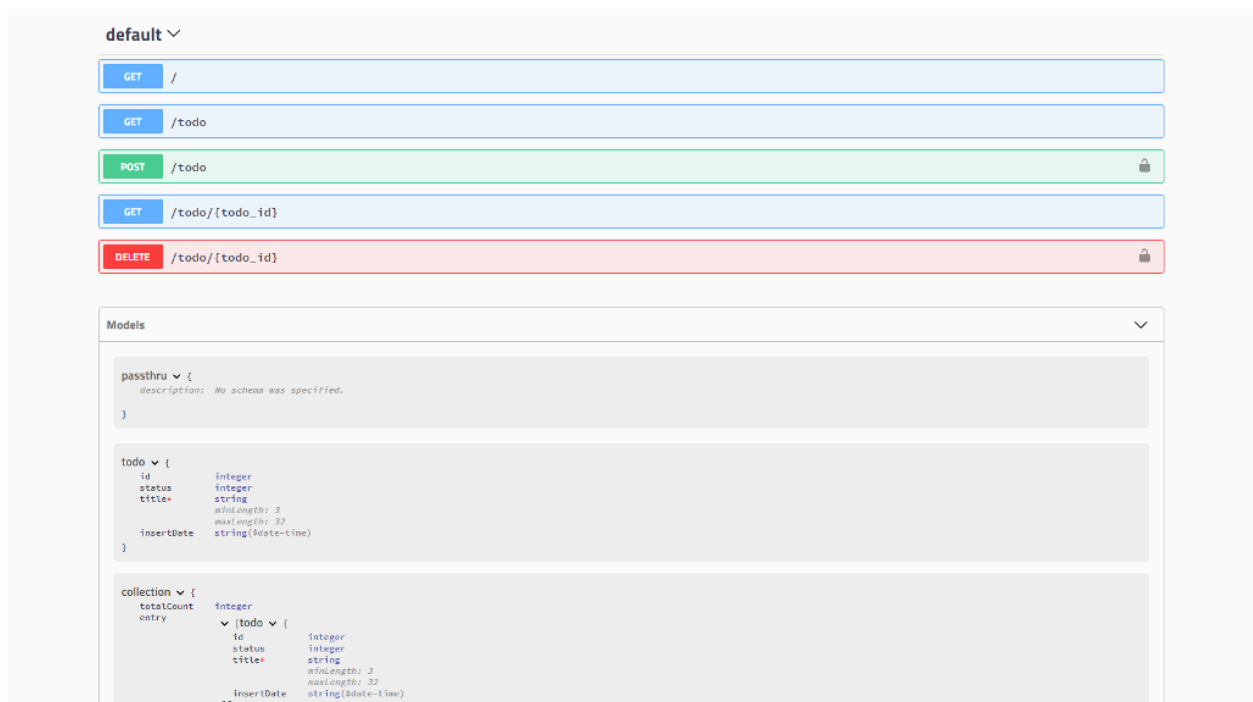 default
GET /
GET /todo
POST /todo
GET /todo/{todo_id}
DELETE /todo/{todo_id}
Models
passthru {
description: No schema was specified.
}
todo {
id integer
status integer
title* string
minLength: 3
maxLength: 32
insertDate string($date-time)
}
collection {
totalCount integer
entry
[todo {
id integer
status integer
title* string
minLength: 3
maxLength: 32
insertDate string($date-time)